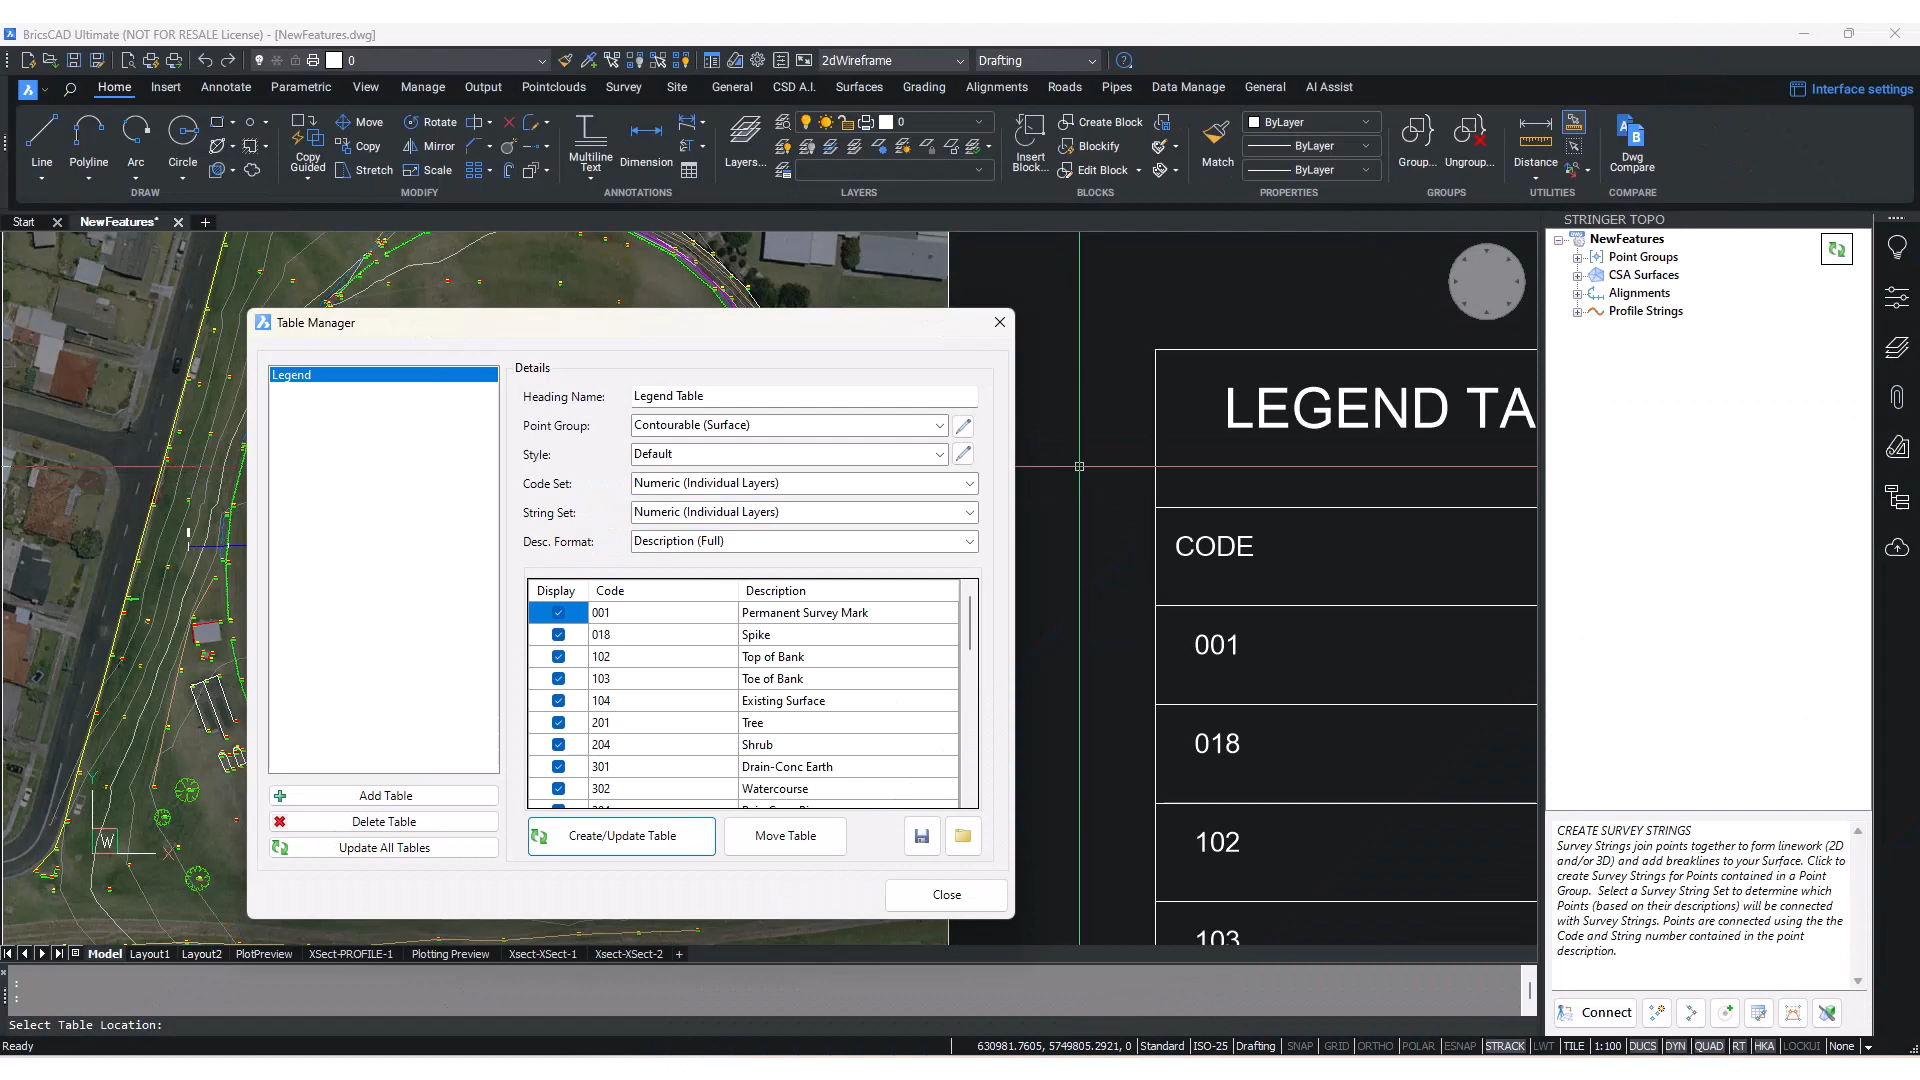 BricsCAD Ultimate (NOT FOR RESALE License) - [NewFeatures.dwg]
0 2dWireframe Drafting
Home Insert Annotate Parametric View Manage Output Pointclouds Survey Site General CSD A.I. Surfaces Grading Alignments Roads Pipes Data Manage General AI Assist Interface settings
Line Polyline Arc Circle
Copy Guided
Move Copy Stretch
Rotate Mirror Scale
Multiline Text
Dimension
Layers...
0
Insert Block...
Create Block
Blockify
Edit Block
Match
ByLayer
ByLayer
ByLayer
Group... Ungroup...
Distance
Dwg Compare
DRAW MODIFY ANNOTATIONS LAYERS BLOCKS PROPERTIES GROUPS UTILITIES COMPARE
Start NewFeatures*
STRINGER TOPO
NewFeatures
Point Groups
CSA Surfaces
Alignments
Profile Strings
Table Manager
Legend
Details
Heading Name: Legend Table
Point Group: Contourable (Surface)
Style: Default
Code Set: Numeric (Individual Layers)
String Set: Numeric (Individual Layers)
Desc. Format: Description (Full)
Display Code Description
001 Permanent Survey Mark
018 Spike
102 Top of Bank
103 Toe of Bank
104 Existing Surface
201 Tree
204 Shrub
301 Drain-Conc Earth
302 Watercourse
Add Table
Delete Table
Update All Tables
Create/Update Table
Move Table
Close
LEGEND TA
CODE
001
018
102
103
W
Y
X
CREATE SURVEY STRINGS
Survey Strings join points together to form linework (2D
and/or 3D) and add breaklines to your Surface. Click to
create Survey Strings for Points contained in a Point
Group. Select a Survey String Set to determine which
Points (based on their descriptions) will be connected
with Survey Strings. Points are connected using the the
Code and String number contained in the point
description.
Connect
Model Layout1 Layout2 PlotPreview XSect-PROFILE-1 Plotting Preview Xsect-XSect-1 Xsect-XSect-2 +
:
:
Select Table Location:
Ready
630981.7605, 5749805.2921, 0 Standard ISO-25 Drafting SNAP GRID ORTHO POLAR ESNAP STRACK LWT TILE 1:100 DUCS DYN QUAD RT HKA LOCKUI None